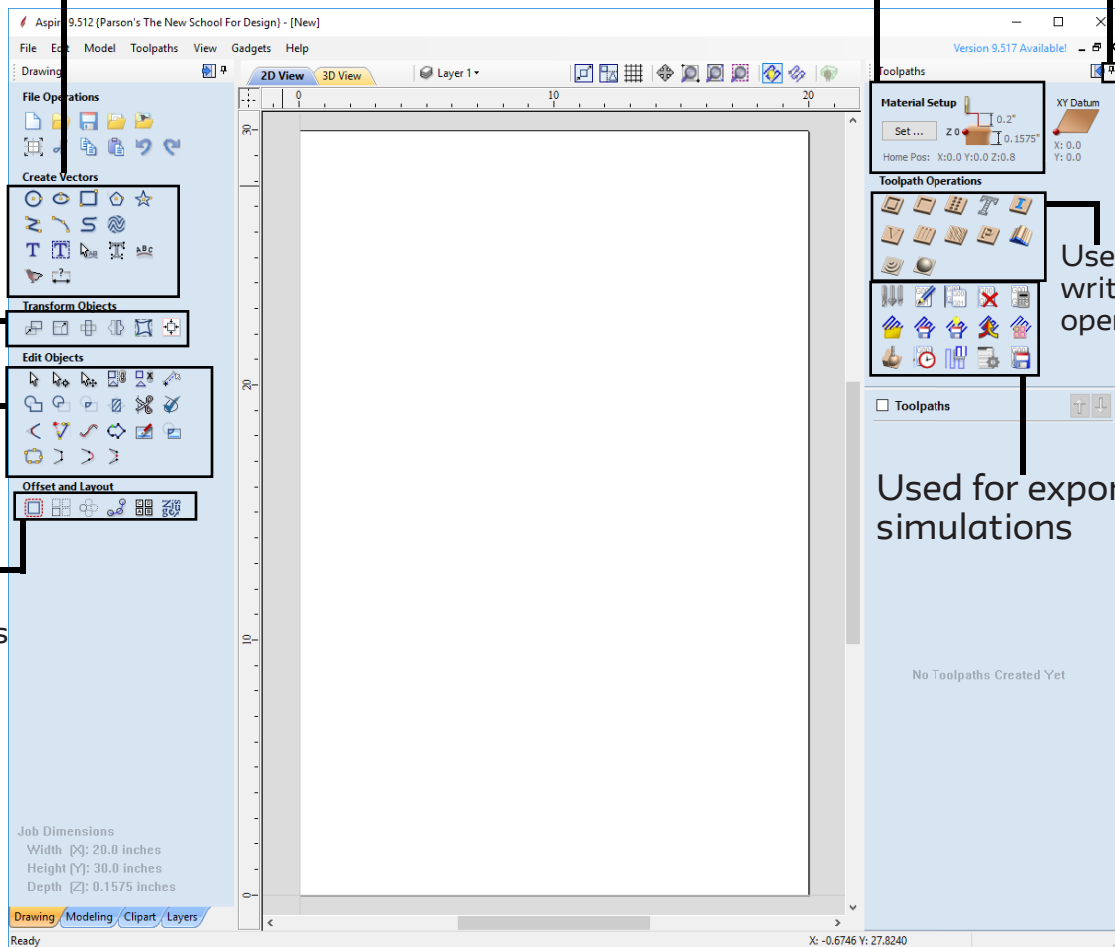 Aspire 9.512 {Parson's The New School For Design} - [New]
File Edit Model Toolpaths View Gadgets Help
Version 9.517 Available!
Drawing
2D View 3D View
Layer 1
Toolpaths
File Operations
Create Vectors
Transform Objects
Edit Objects
Offset and Layout
Job Dimensions
Width (X): 20.0 inches
Height (Y): 30.0 inches
Depth (Z): 0.1575 inches
Drawing Modeling Clipart Layers
Ready
0 10 20
30
20
10
0
Material Setup
XY Datum
0.2"
Set ...
Z 0
0.1575"
X: 0.0
Y: 0.0
Home Pos: X:0.0 Y:0.0 Z:0.8
Toolpath Operations
Use
writ
oper
Toolpaths
Used for expor
simulations
No Toolpaths Created Yet
s
X: -0.6746 Y: 27.8240